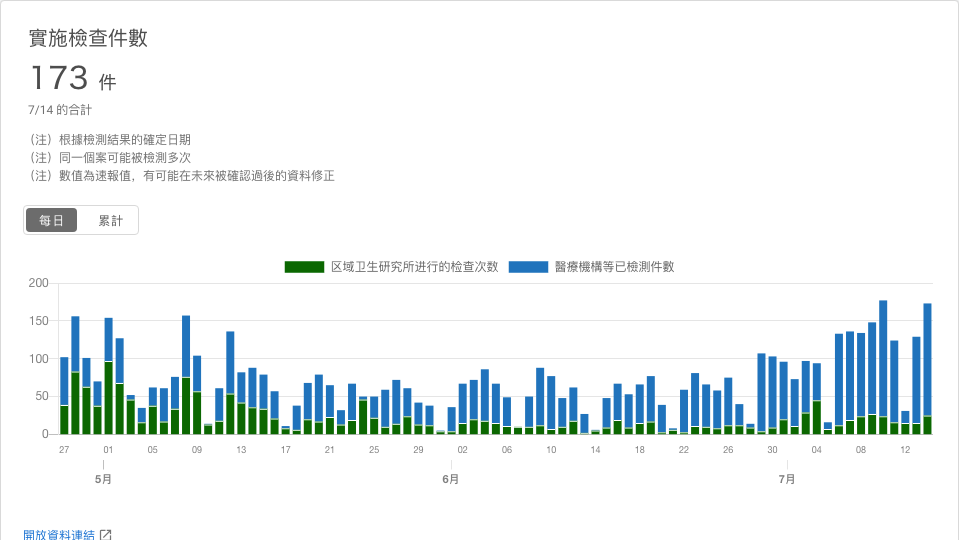 實施檢查件數
173 件
7/14 的合計
（注）根據檢測結果的確定日期
（注）同一個案可能被檢測多次
（注）數值為速報值，有可能在未來被確認過後的資料修正
每日 累計
区域卫生研究所进行的检查次数 醫療機構等已檢測件數
200
150
100
50
0
27 01 05 09 13 17 21 25 29 02 06 10 14 18 22 26 30 04 08 12
5月 6月 7月
開放資料連結